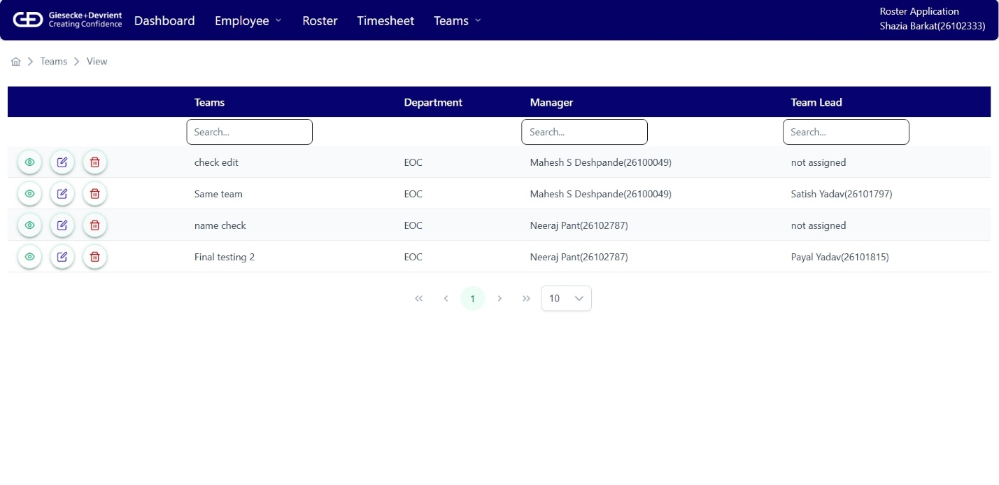 Giesecke+Devrient
Creating Confidence
Dashboard Employee Roster Timesheet Teams
Roster Application
Shazia Barkat(26102333)
Teams View
Teams Department Manager Team Lead
Search... Search... Search...
check edit EOC Mahesh S Deshpande(26100049) not assigned
Same team EOC Mahesh S Deshpande(26100049) Satish Yadav(26101797)
name check EOC Neeraj Pant(26102787) not assigned
Final testing 2 EOC Neeraj Pant(26102787) Payal Yadav(26101815)
1 10